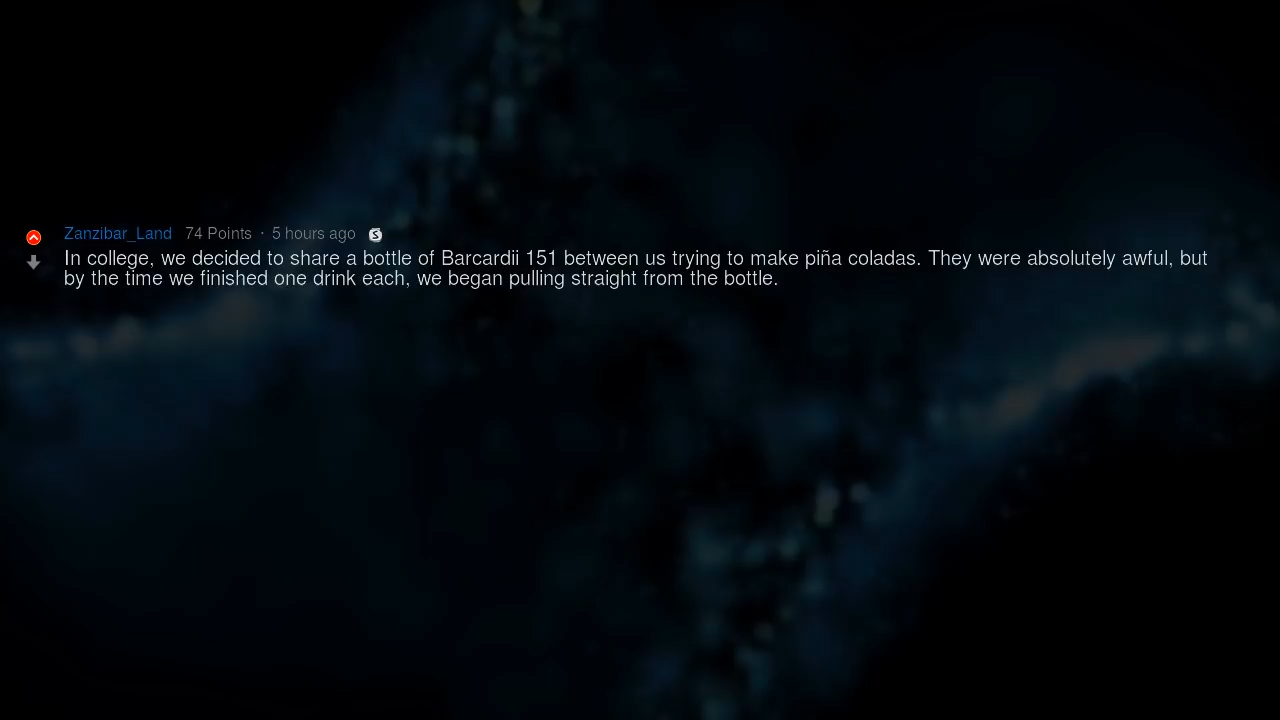 Zanzibar_Land 74 Points · 5 hours ago S
In college, we decided to share a bottle of Barcardii 151 between us trying to make piña coladas. They were absolutely awful, but
by the time we finished one drink each, we began pulling straight from the bottle.